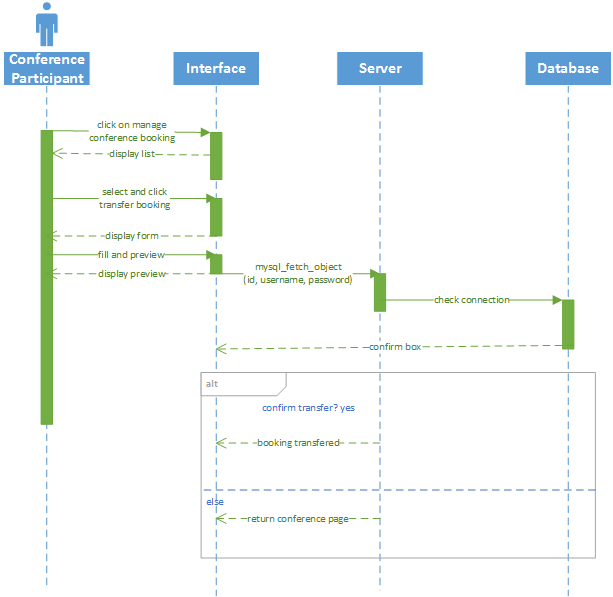 Conference
Participant
Interface
Server
Database
click on manage
conference booking
display list
select and click
transfer booking
display form
fill and preview
display preview
mysql_fetch_object
(id, username, password)
check connection
confirm box
alt
confirm transfer? yes
booking transfered
else
return conference page